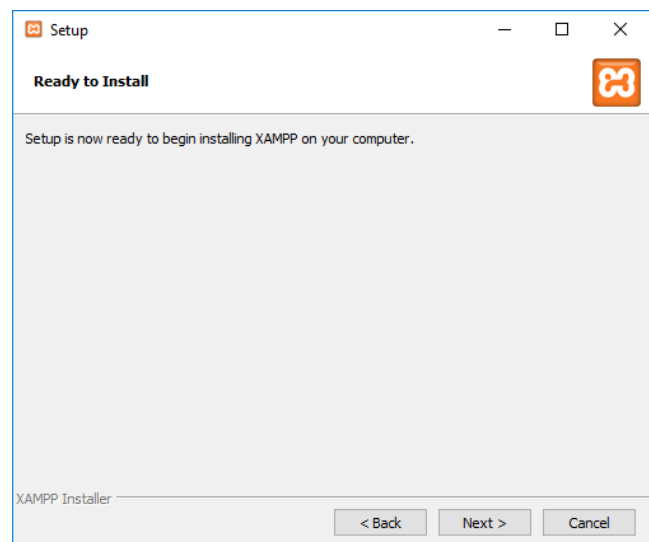 Setup
Ready to Install
Setup is now ready to begin installing XAMPP on your computer.
XAMPP Installer
< Back Next > Cancel